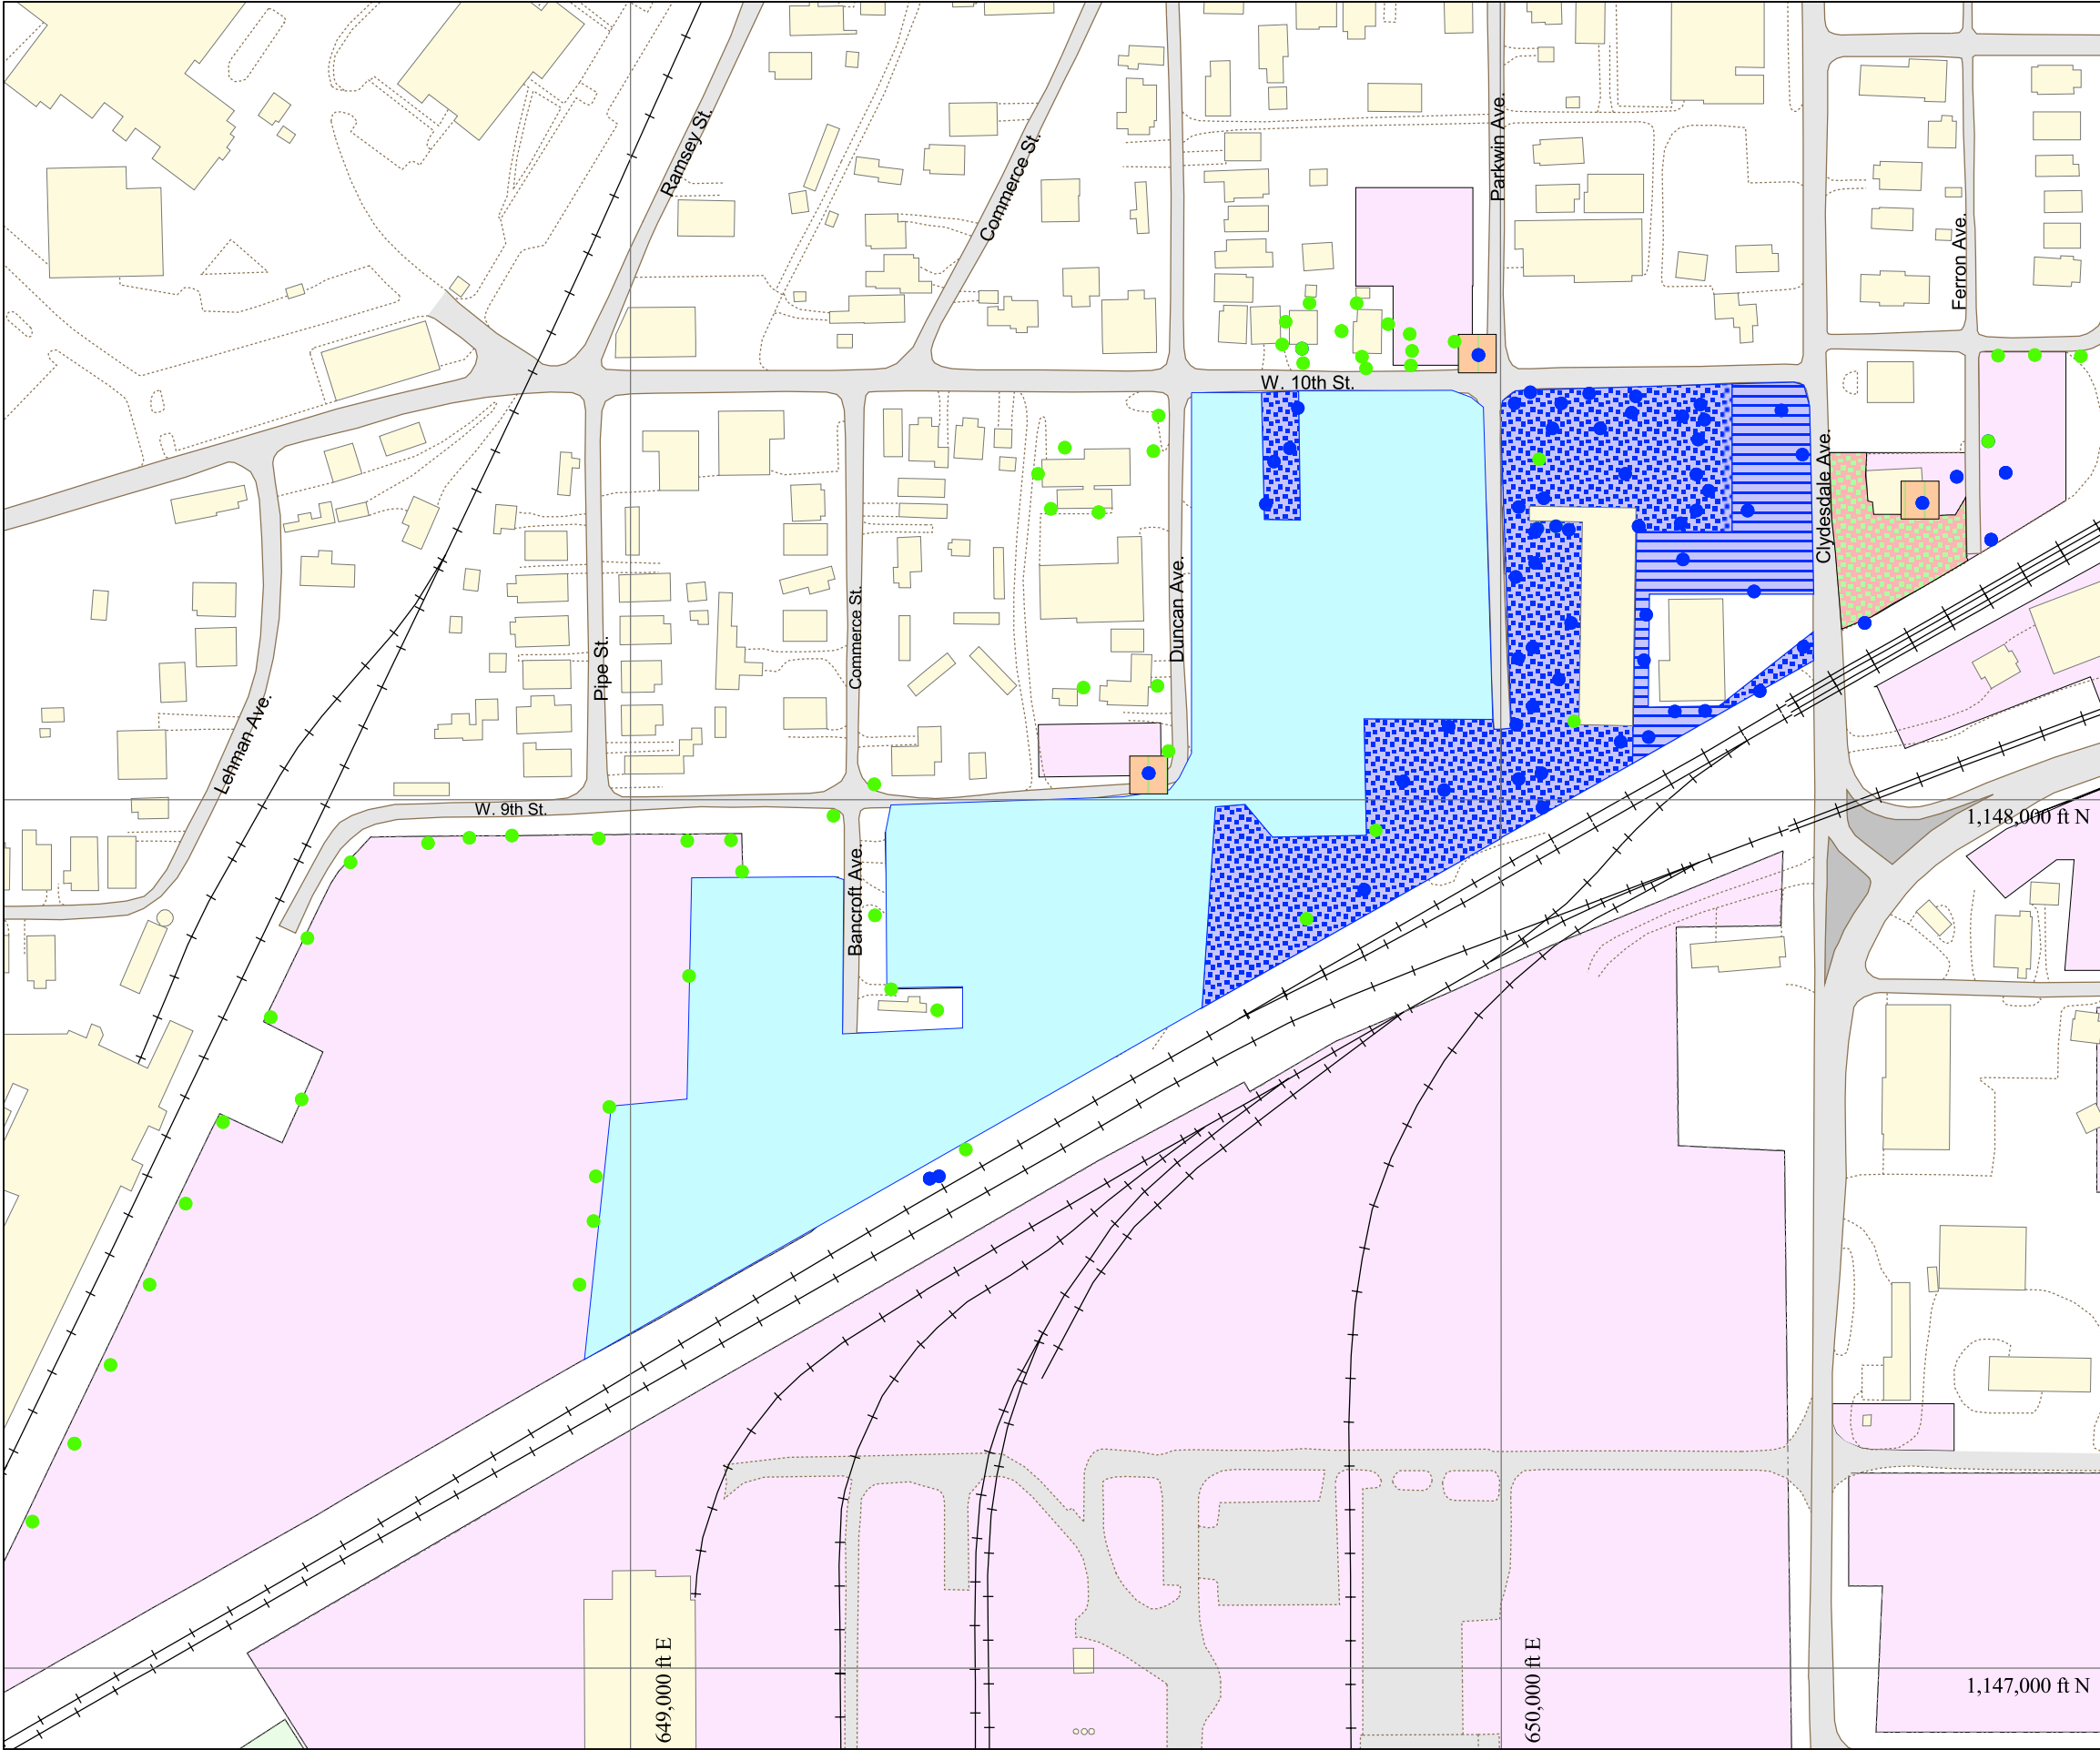 Ramsey St.
Commerce St.
Parkwin Ave.
Ferron Ave.
W. 10th St.
Clydesdale Ave.
Duncan Ave.
Commerce St.
Pipe St.
Lehman Ave.
W. 9th St.
1,148,000 ft N
Bancroft Ave.
649,000 ft E
650,000 ft E
1,147,000 ft N